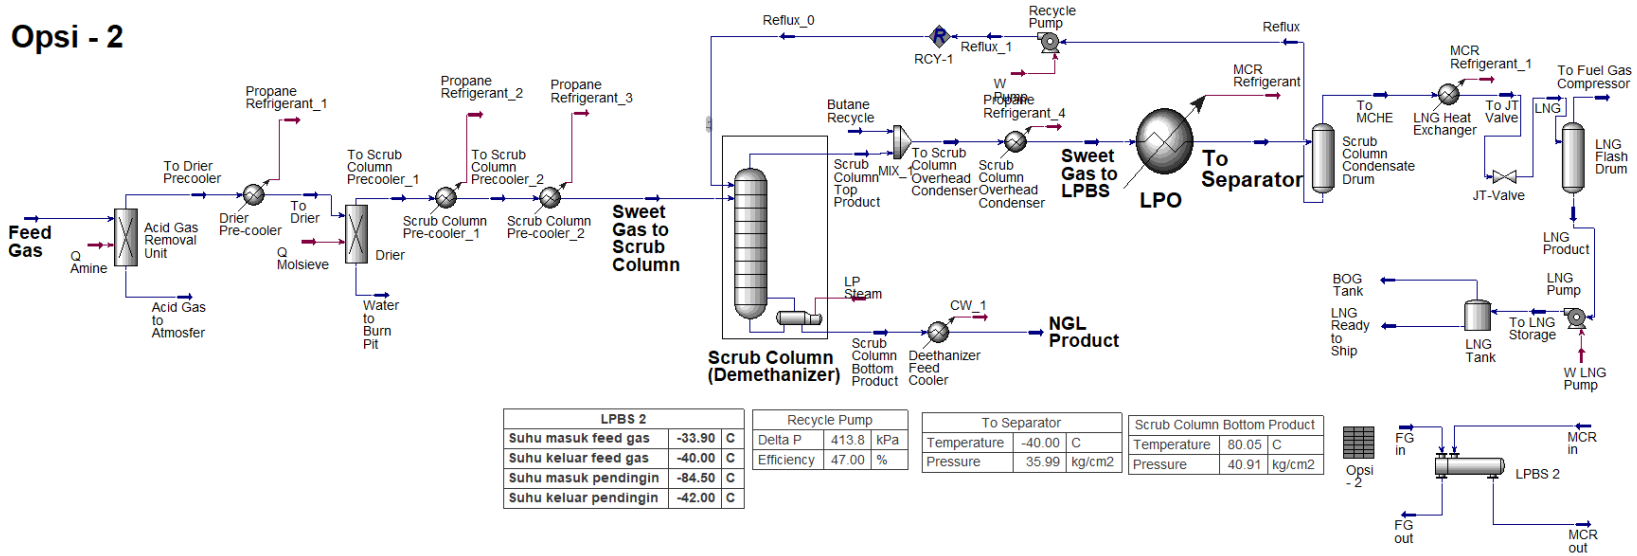 Opsi - 2
Reflux_0
RCY-1
Reflux_1
Recycle
Pump
W
Pump
Reflux
MCR
Refrigerant
Propane
Refrigerant_1
Propane
Refrigerant_2
Propane
Refrigerant_3
Butane
Recycle
Propane
Refrigerant_4
MCR
Refrigerant_1
To Fuel Gas
Compressor
Feed
Gas
Q
Amine
Acid Gas
Removal
Unit
Acid Gas
to
Atmosfer
To Drier
Precooler
Drier
Pre-cooler
To
Drier
Q
Molsieve
Drier
Water
to
Burn
Pit
To Scrub
Column
Precooler_1
Scrub Column
Pre-cooler_1
To Scrub
Column
Precooler_2
Scrub Column
Pre-cooler_2
Sweet
Gas to
Scrub
Column
Scrub Column
(Demethanizer)
Scrub
Column
Top
Product
MIX_1
To Scrub
Column
Overhead
Condenser
Scrub
Column
Overhead
Condenser
Sweet
Gas to
LPBS
LPO
To
Separator
Scrub
Column
Condensate
Drum
To
MCHE
LNG Heat
Exchanger
To JT
Valve
JT-Valve
LNG
LNG
Flash
Drum
LNG
Product
LNG
Pump
W LNG
Pump
To LNG
Storage
LNG
Tank
BOG
Tank
LNG
Ready
to
Ship
LP
Steam
Scrub
Column
Bottom
Product
CW_1
Deethanizer
Feed
Cooler
NGL
Product
LPBS 2
Suhu masuk feed gas -33.90 C
Suhu keluar feed gas -40.00 C
Suhu masuk pendingin -84.50 C
Suhu keluar pendingin -42.00 C
Recycle Pump
Delta P 413.8 kPa
Efficiency 47.00 %
To Separator
Temperature -40.00 C
Pressure 35.99 kg/cm2
Scrub Column Bottom Product
Temperature 80.05 C
Pressure 40.91 kg/cm2
Opsi
- 2
FG
in
MCR
in
LPBS 2
FG
out
MCR
out